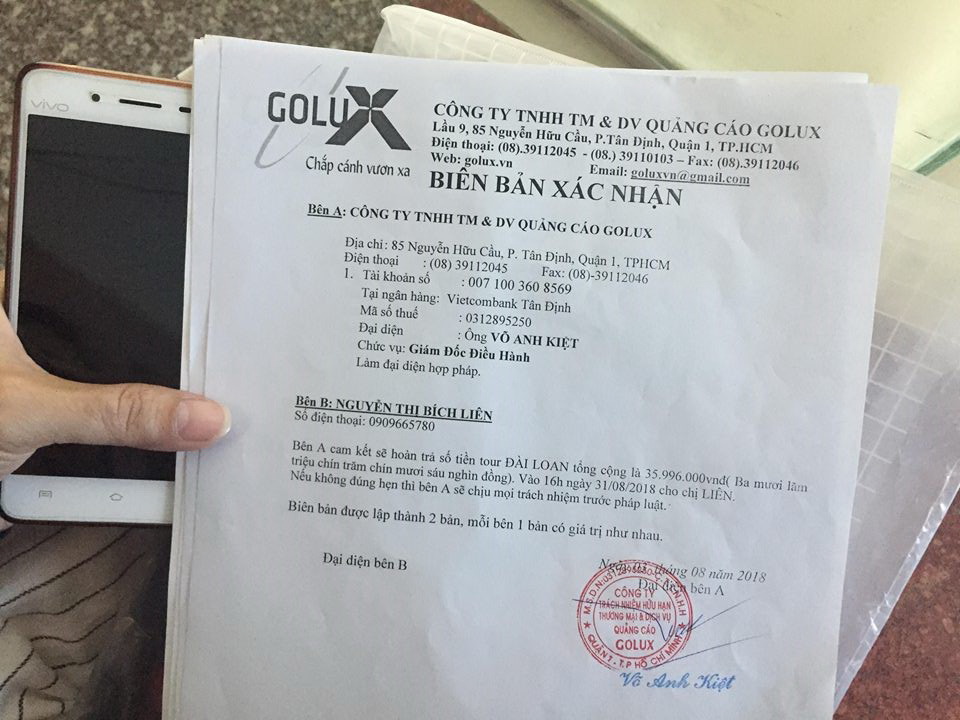 vivo
GOLUX
Chắp cánh vươn xa
CÔNG TY TNHH TM & DV QUẢNG CÁO GOLUX
Lầu 9, 85 Nguyễn Hữu Cầu, P.Tân Định, Quận 1, TP.HCM
Điện thoại: (08).39112045 - (08.) 39110103 – Fax: (08).39112046
Web: golux.vn Email: goluxvn@gmail.com
BIÊN BẢN XÁC NHẬN
Bên A: CÔNG TY TNHH TM & DV QUẢNG CÁO GOLUX
Địa chỉ : 85 Nguyễn Hữu Cầu, P. Tân Định, Quận 1, TPHCM
Điện thoại : (08) 39112045 Fax: (08)-39112046
1. Tài khoản số : 007 100 360 8569
Tại ngân hàng: Vietcombank Tân Định
Mã số thuế : 0312895250
Đại diện : Ông VÕ ANH KIỆT
Chức vụ: Giám Đốc Điều Hành
Làm đại diện hợp pháp.
Bên B: NGUYỄN THỊ BÍCH LIÊN
Số điện thoại: 0909665780
Bên A cam kết sẽ hoàn trả số tiền tour ĐÀI LOAN tổng cộng là 35.996.000vnđ( Ba mươi lăm
triệu chín trăm chín mươi sáu nghìn đồng). Vào 16h ngày 31/08/2018 cho chị LIÊN.
Nếu không đúng hẹn thì bên A sẽ chịu mọi trách nhiệm trước pháp luật.
Biên bản được lập thành 2 bản, mỗi bên 1 bản có giá trị như nhau.
Ngày tháng 08 năm 2018
Đại diện bên B
Đại diện bên A
CÔNG TY
TRÁCH NHIỆM HỮU HẠN
THƯƠNG MẠI & DỊCH VỤ
QUẢNG CÁO
GOLUX
QUẬN 1 - T.P HỒ CHÍ MINH
Võ Anh Kiệt